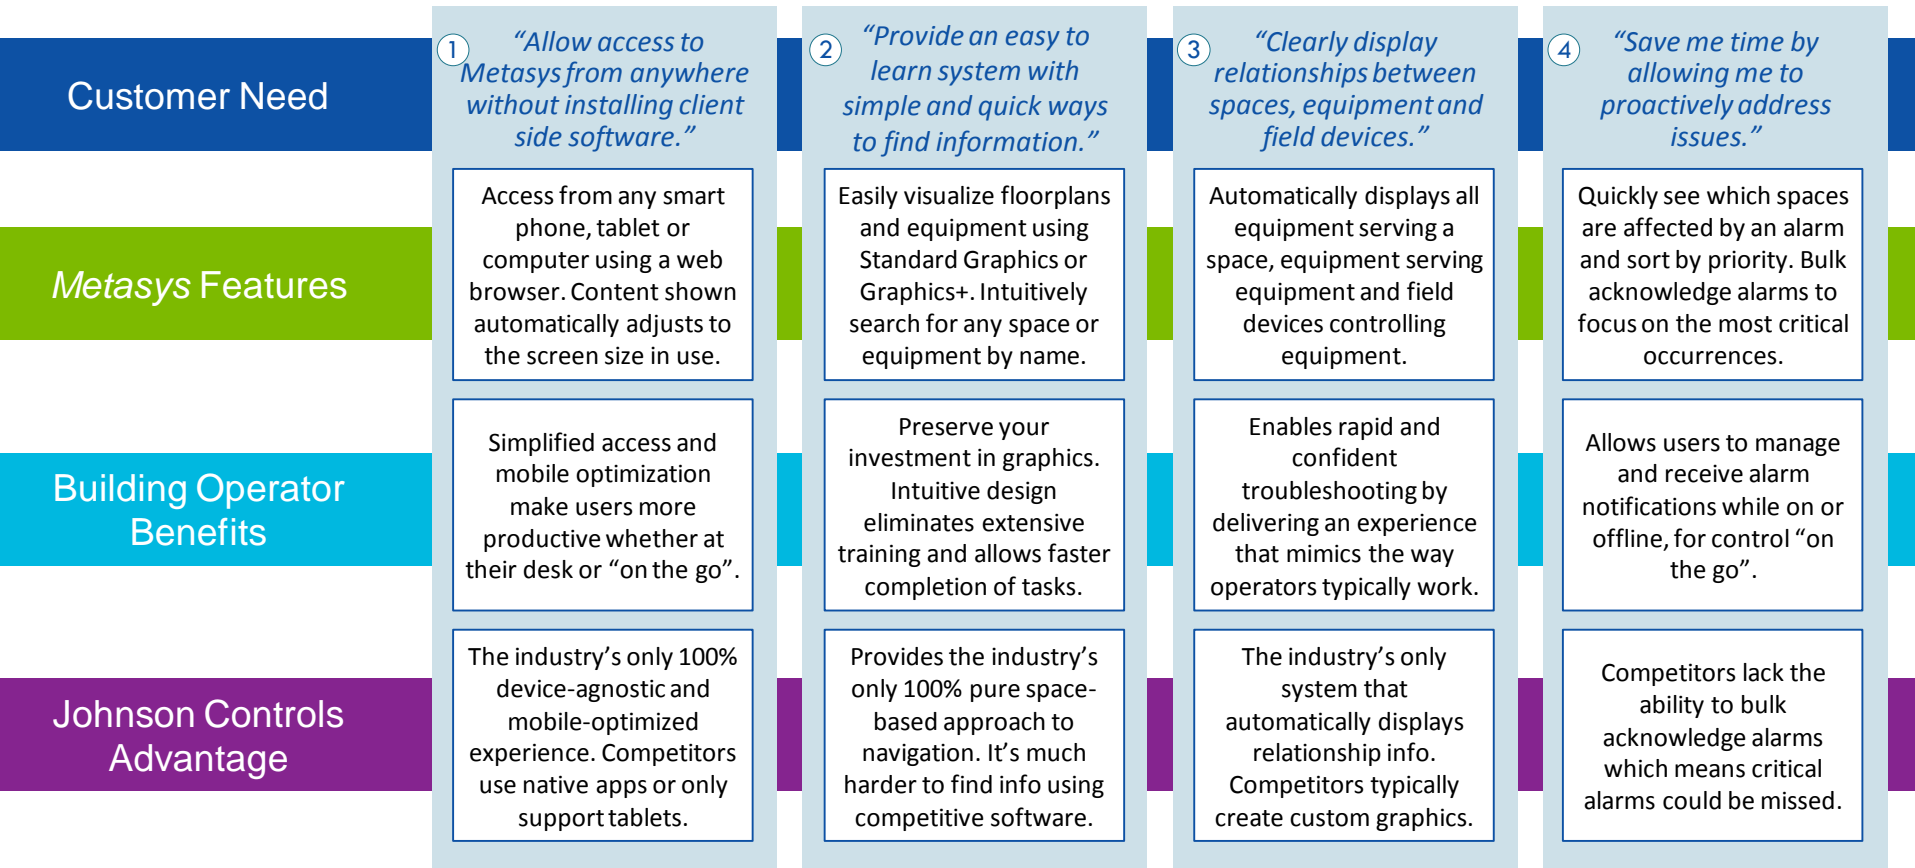 Customer Need
1
“Allow access to
Metasys from anywhere
without installing client
side software.”
2
“Provide an easy to
learn system with
simple and quick ways
to find information.”
3
“Clearly display
relationships between
spaces, equipment and
field devices.”
4
“Save me time by
allowing me to
proactively address
issues.”
Metasys Features
Access from any smart
phone, tablet or
computer using a web
browser. Content shown
automatically adjusts to
the screen size in use.
Easily visualize floorplans
and equipment using
Standard Graphics or
Graphics+. Intuitively
search for any space or
equipment by name.
Automatically displays all
equipment serving a
space, equipment serving
equipment and field
devices controlling
equipment.
Quickly see which spaces
are affected by an alarm
and sort by priority. Bulk
acknowledge alarms to
focus on the most critical
occurrences.
Building Operator
Benefits
Simplified access and
mobile optimization
make users more
productive whether at
their desk or “on the go”.
Preserve your
investment in graphics.
Intuitive design
eliminates extensive
training and allows faster
completion of tasks.
Enables rapid and
confident
troubleshooting by
delivering an experience
that mimics the way
operators typically work.
Allows users to manage
and receive alarm
notifications while on or
offline, for control “on
the go”.
Johnson Controls
Advantage
The industry’s only 100%
device-agnostic and
mobile-optimized
experience. Competitors
use native apps or only
support tablets.
Provides the industry’s
only 100% pure space-
based approach to
navigation. It’s much
harder to find info using
competitive software.
The industry’s only
system that
automatically displays
relationship info.
Competitors typically
create custom graphics.
Competitors lack the
ability to bulk
acknowledge alarms
which means critical
alarms could be missed.